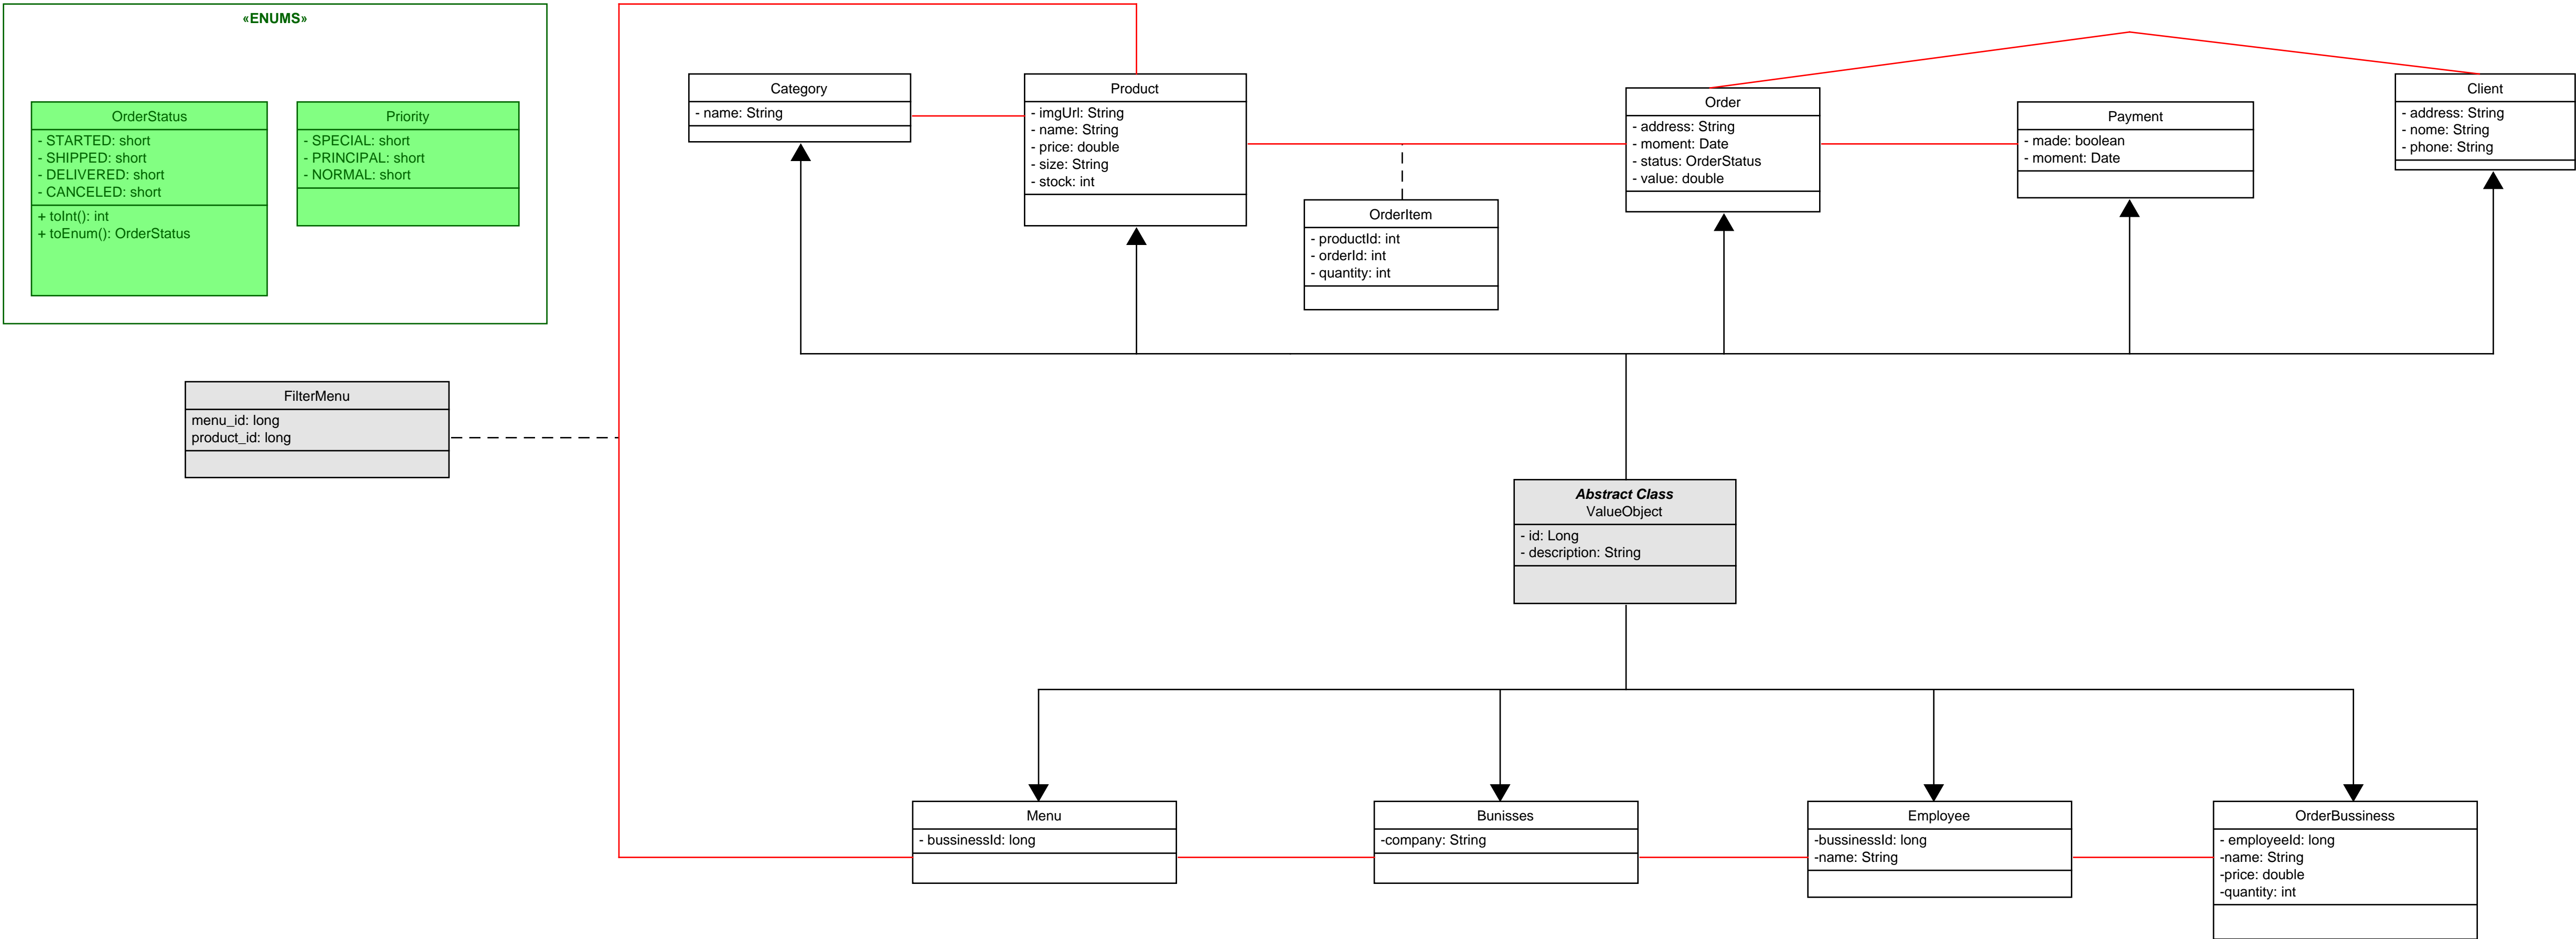 «ENUMS»
OrderStatus
- STARTED: short
- SHIPPED: short
- DELIVERED: short
- CANCELED: short
+ toInt(): int
+ toEnum(): OrderStatus
Priority
- SPECIAL: short
- PRINCIPAL: short
- NORMAL: short
Category
- name: String
Product
- imgUrl: String
- name: String
- price: double
- size: String
- stock: int
OrderItem
- productId: int
- orderId: int
- quantity: int
Order
- address: String
- moment: Date
- status: OrderStatus
- value: double
Payment
- made: boolean
- moment: Date
Client
- address: String
- nome: String
- phone: String
FilterMenu
menu_id: long
product_id: long
Abstract Class
ValueObject
- id: Long
- description: String
Menu
- bussinessId: long
Bunisses
-company: String
Employee
-bussinessId: long
-name: String
OrderBussiness
- employeeId: long
-name: String
-price: double
-quantity: int